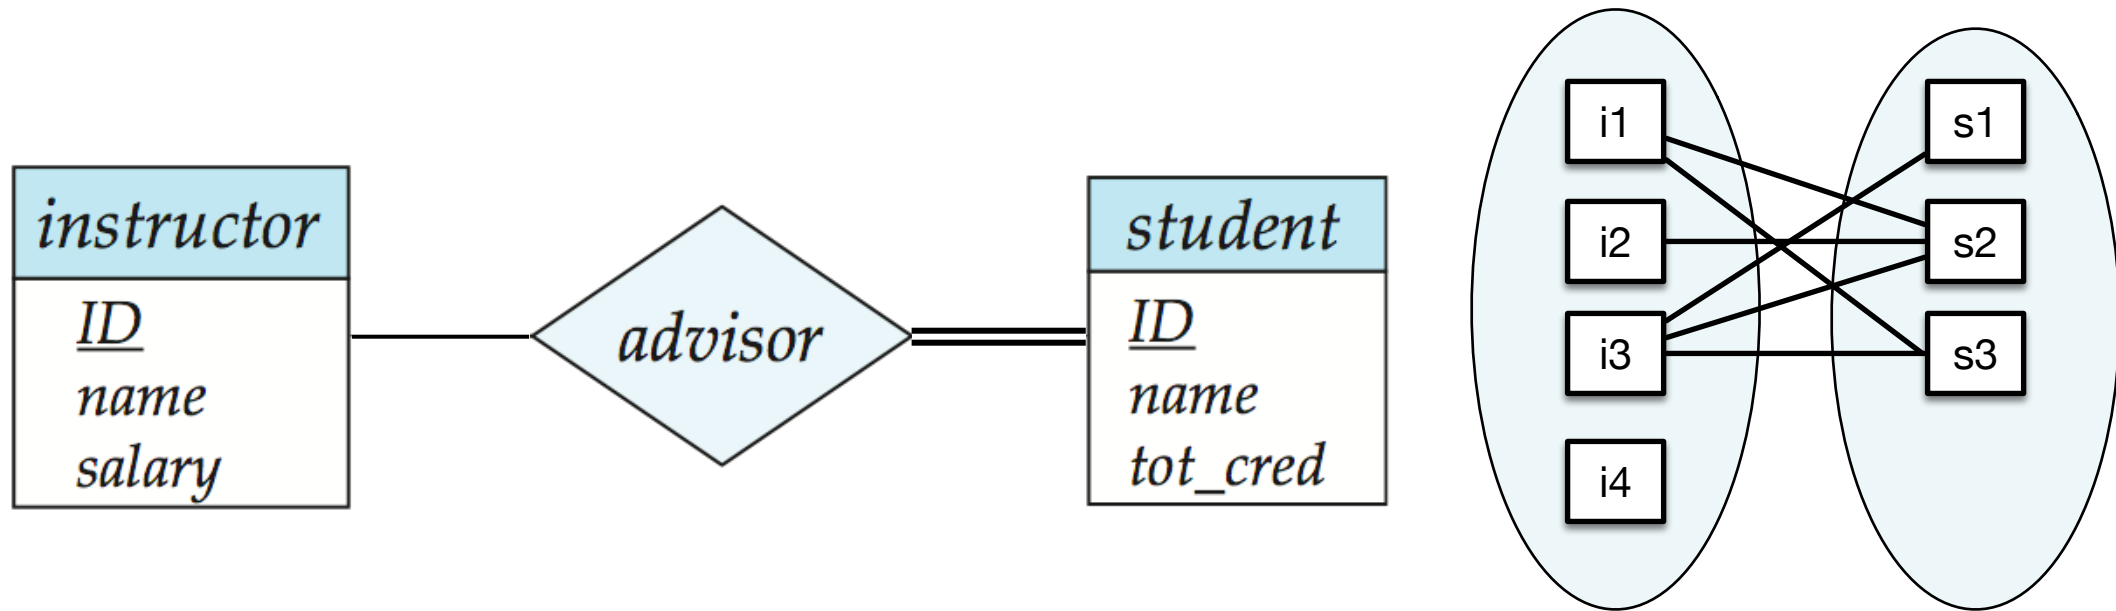 instructor
ID
name
salary
advisor
student
ID
name
tot_cred
i1
i2
i3
i4
s1
s2
s3